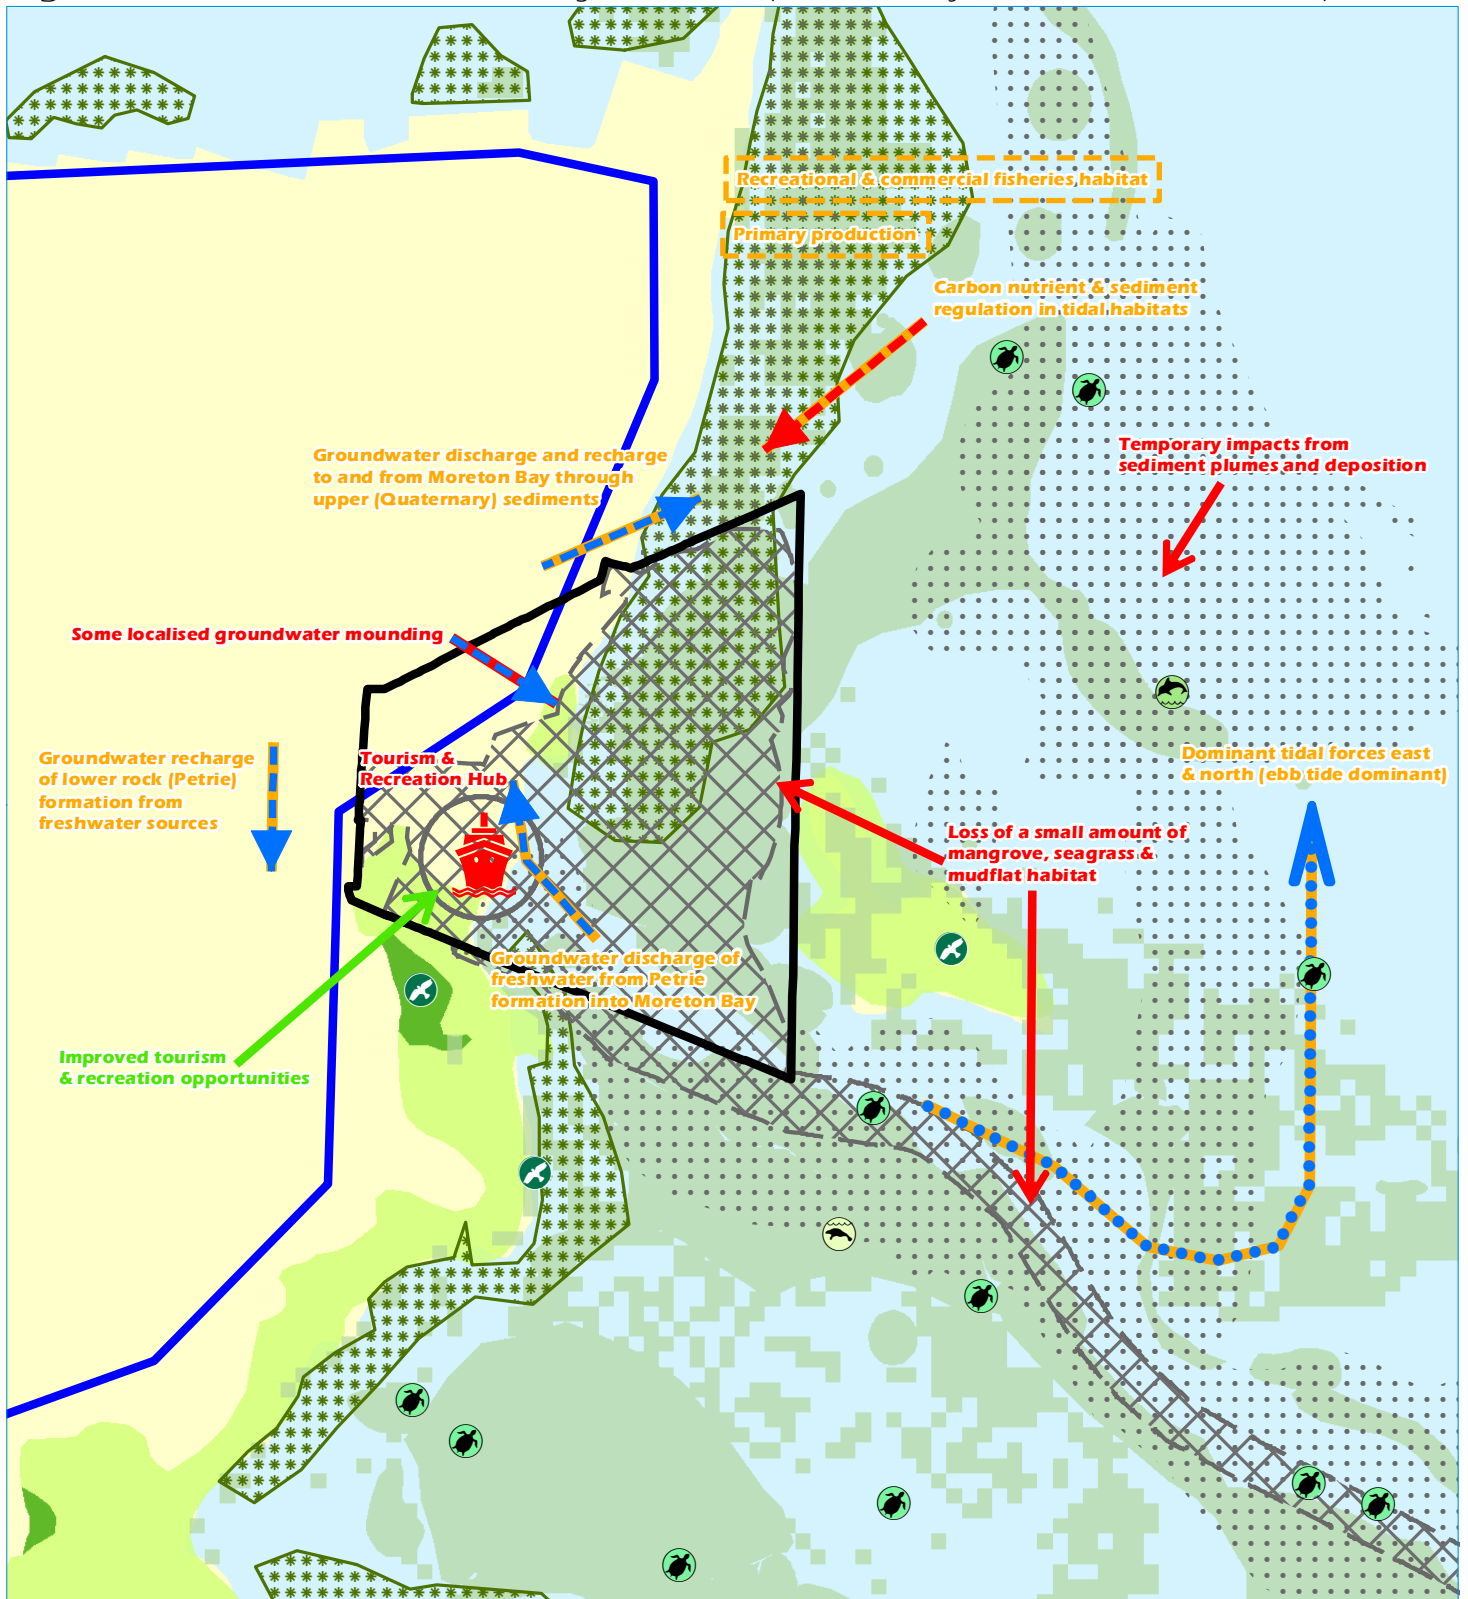 Recreational & commercial fisheries habitat
Primary production
Carbon nutrient & sediment
regulation in tidal habitats
Groundwater discharge and recharge
to and from Moreton Bay through
upper (Quaternary) sediments
Temporary impacts from
sediment plumes and deposition
Some localised groundwater mounding
Groundwater recharge
of lower rock (Petrie)
formation from
freshwater sources
Tourism &
Recreation Hub
Dominant tidal forces east
& north (ebb tide dominant)
Loss of a small amount of
mangrove, seagrass &
mudflat habitat
Groundwater discharge of
freshwater from Petrie
formation into Moreton Bay
Improved tourism
& recreation opportunities